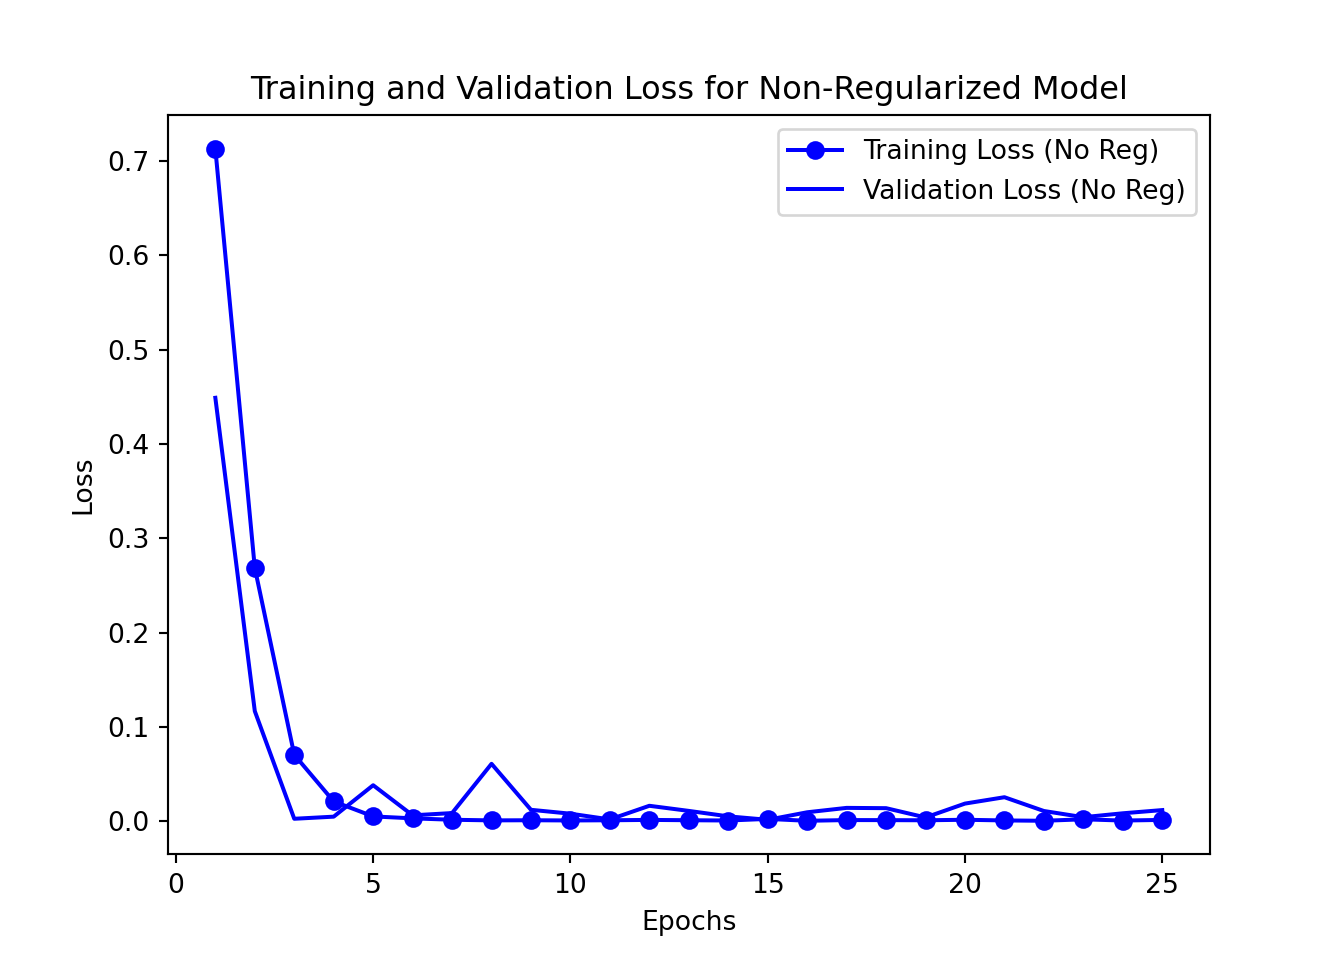 Training and Validation Loss for Non-Regularized Model
Training Loss (No Reg)
Validation Loss (No Reg)
Loss
0.7
0.6
0.5
0.4
0.3
0.2
0.1
0.0
0 5 10 15 20 25
Epochs